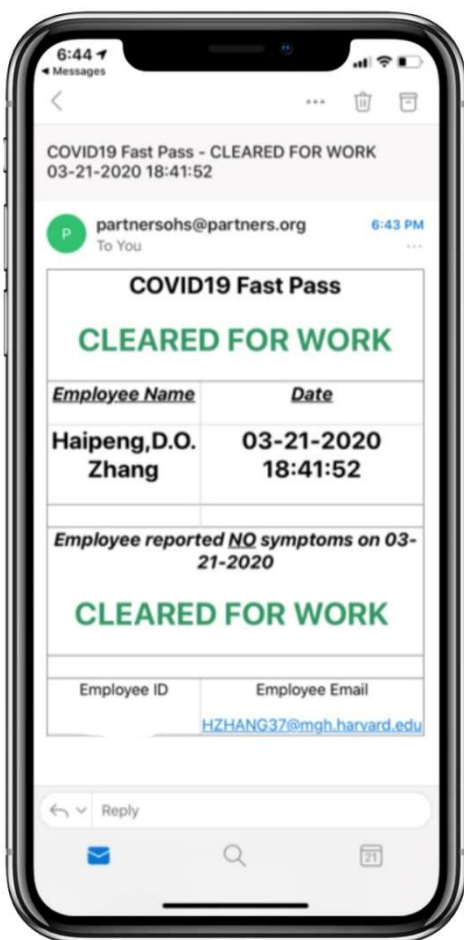 6:44
Messages
COVID19 Fast Pass - CLEARED FOR WORK
03-21-2020 18:41:52
P
partnersohs@partners.org
6:43 PM
To You
COVID19 Fast Pass
CLEARED FOR WORK
Employee Name
Date
Haipeng,D.O.
Zhang
03-21-2020
18:41:52
Employee reported NO symptoms on 03-
21-2020
CLEARED FOR WORK
Employee ID
Employee Email
HZHANG37@mgh.harvard.edu
Reply
21